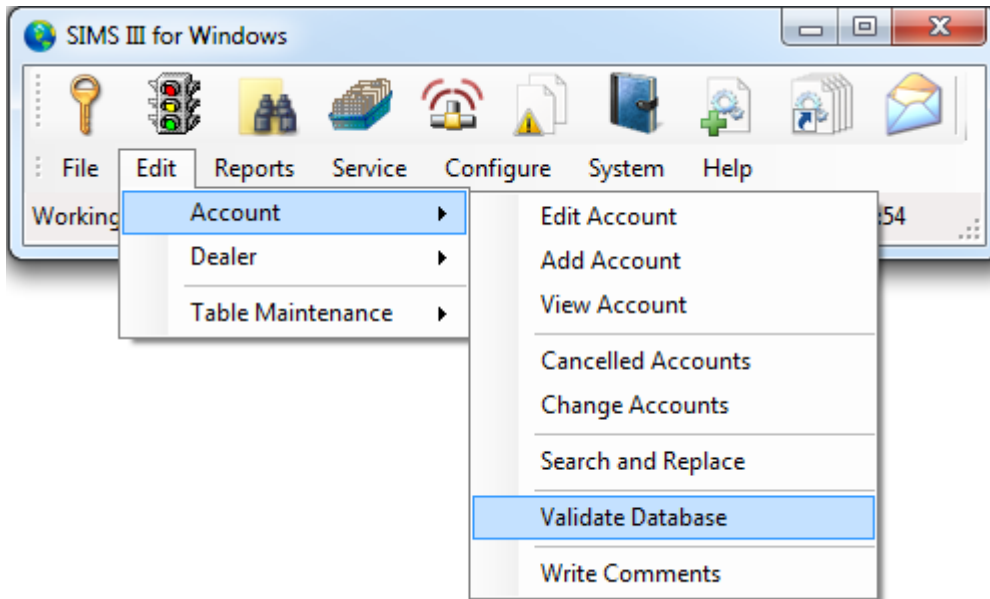 SIMS III for Windows
File Edit Reports Service Configure System Help
Working :54
Account
Dealer
Table Maintenance
Edit Account
Add Account
View Account
Cancelled Accounts
Change Accounts
Search and Replace
Validate Database
Write Comments